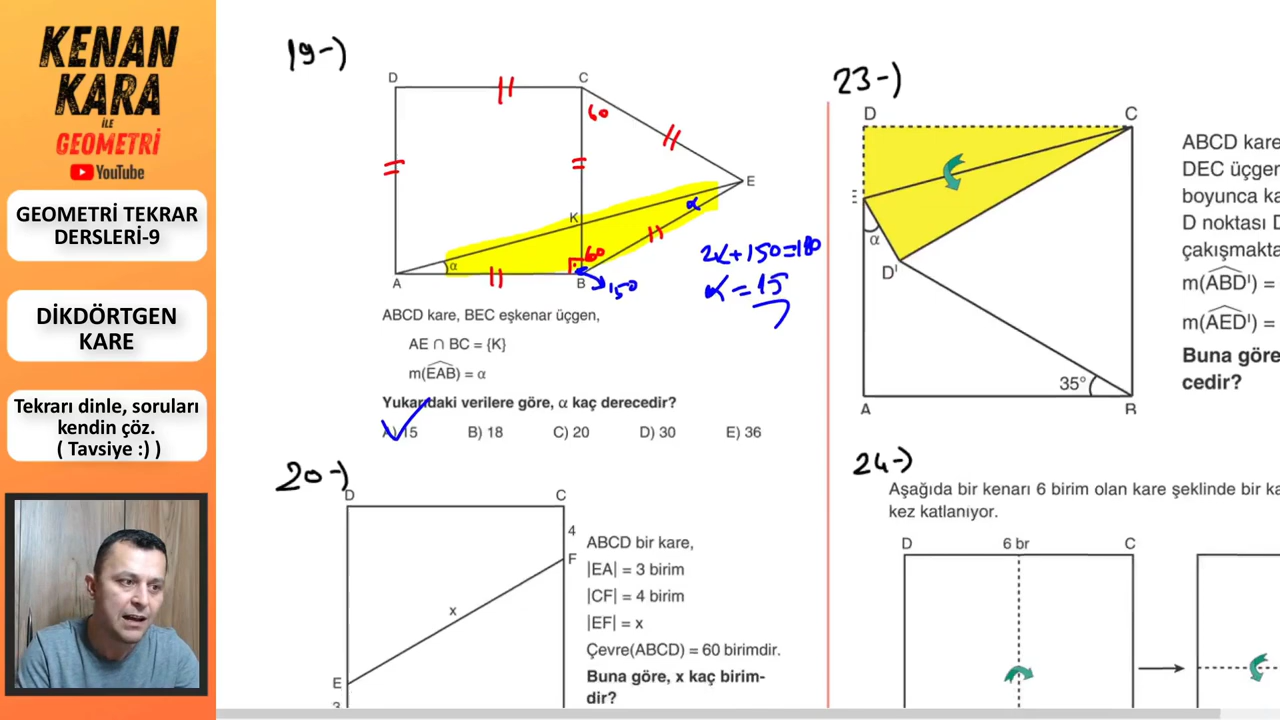 KENAN
KARA
İLE
GEOMETRİ
YouTube
GEOMETRİ TEKRAR
DERSLERİ-9
DİKDÖRTGEN
KARE
Tekrarı dinle, soruları
kendin çöz.
( Tavsiye :) )
19-)
D
C
60
E
K
α
60
α
A
B
150
2α+150=180
α=15
ABCD kare, BEC eşkenar üçgen,
AE ∩ BC = {K}
m(EAB) = α
Yukarıdaki verilere göre, α kaç derecedir?
A) 15 B) 18 C) 20 D) 30 E) 36
20-)
D
C
4
F
x
E
3
ABCD bir kare,
|EA| = 3 birim
|CF| = 4 birim
|EF| = x
Çevre(ABCD) = 60 birimdir.
Buna göre, x kaç birim-
dir?
23-)
D
C
E
α
D'
35°
A
B
ABCD kare
DEC üçgen
boyunca ka
D noktası D
çakışmakta
m(ABD') =
m(AED') =
Buna göre
cedir?
24-)
Aşağıda bir kenarı 6 birim olan kare şeklinde bir ka
kez katlanıyor.
D
6 br
C